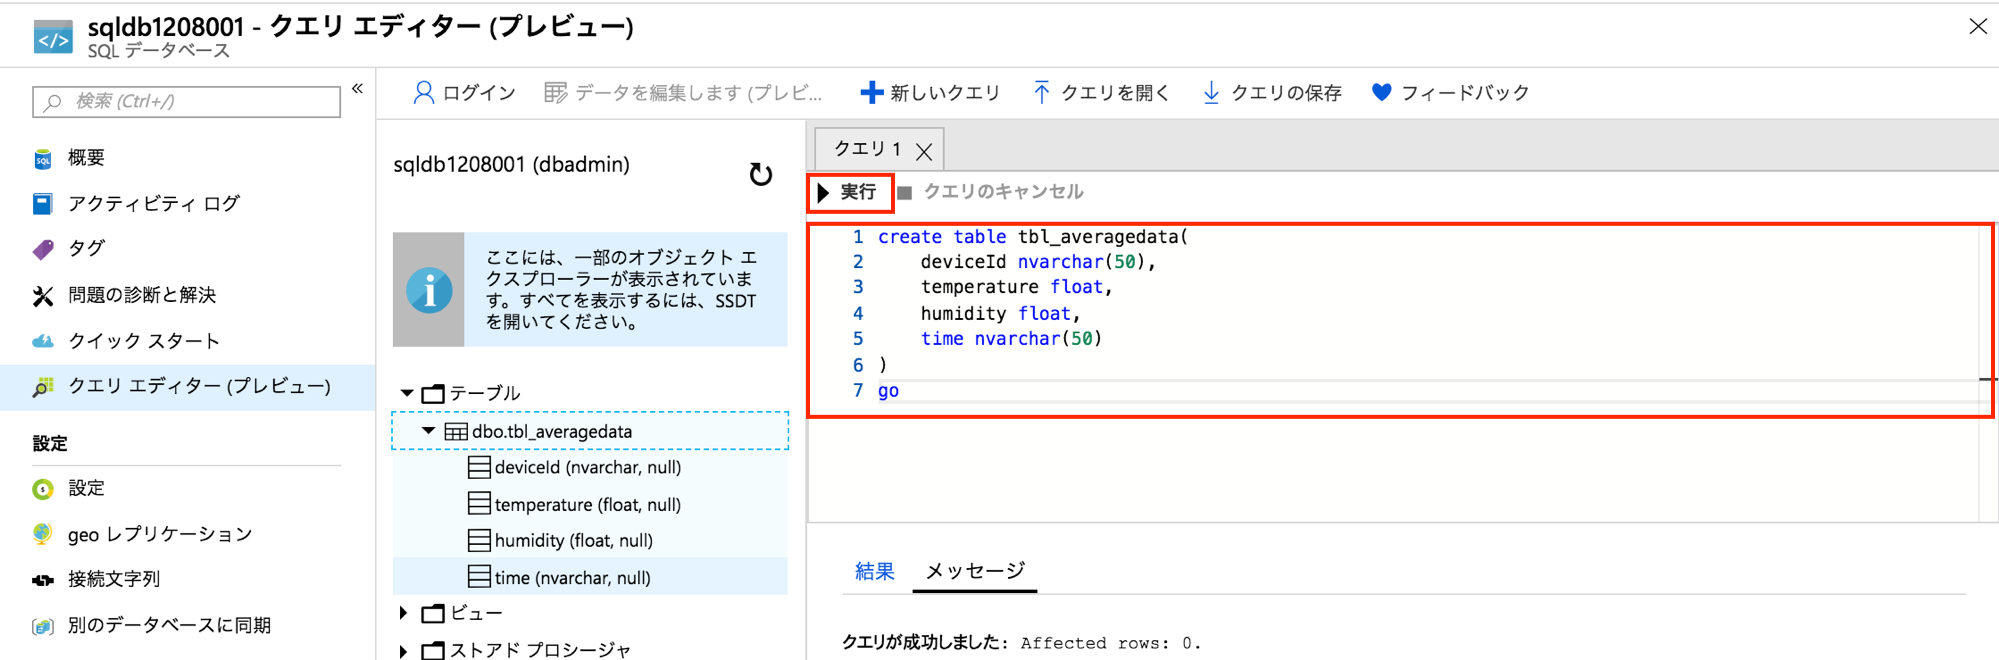 sqldb1208001 - クエリ エディター (プレビュー)
SQL データベース
検索 (Ctrl+/)
概要
アクティビティ ログ
タグ
問題の診断と解決
クイック スタート
クエリ エディター (プレビュー)
設定
設定
geo レプリケーション
接続文字列
別のデータベースに同期
ログイン
データを編集します (プレビ...
新しいクエリ
クエリを開く
クエリの保存
フィードバック
sqldb1208001 (dbadmin)
ここには、一部のオブジェクト エ
クスプローラーが表示されていま
す。すべてを表示するには、SSDT
を開いてください。
テーブル
dbo.tbl_averagedata
deviceId (nvarchar, null)
temperature (float, null)
humidity (float, null)
time (nvarchar, null)
ビュー
ストアド プロシージャ
クエリ 1
実行
クエリのキャンセル
1 create table tbl_averagedata(
2 deviceId nvarchar(50),
3 temperature float,
4 humidity float,
5 time nvarchar(50)
6 )
7 go
結果
メッセージ
クエリが成功しました: Affected rows: 0.